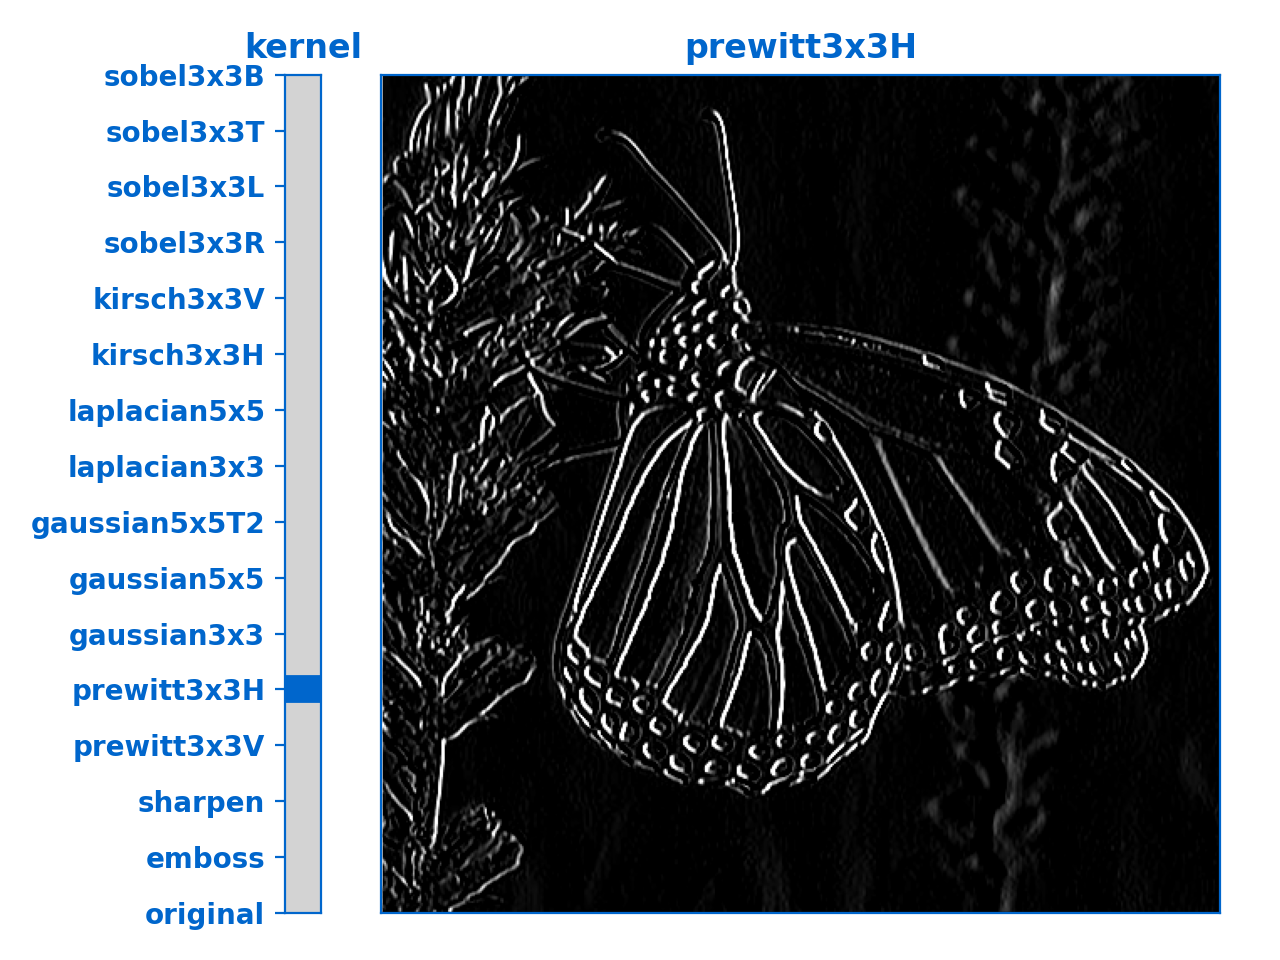 kernel
prewitt3x3H
sobel3x3B
sobel3x3T
sobel3x3L
sobel3x3R
kirsch3x3V
kirsch3x3H
laplacian5x5
laplacian3x3
gaussian5x5T2
gaussian5x5
gaussian3x3
prewitt3x3H
prewitt3x3V
sharpen
emboss
original